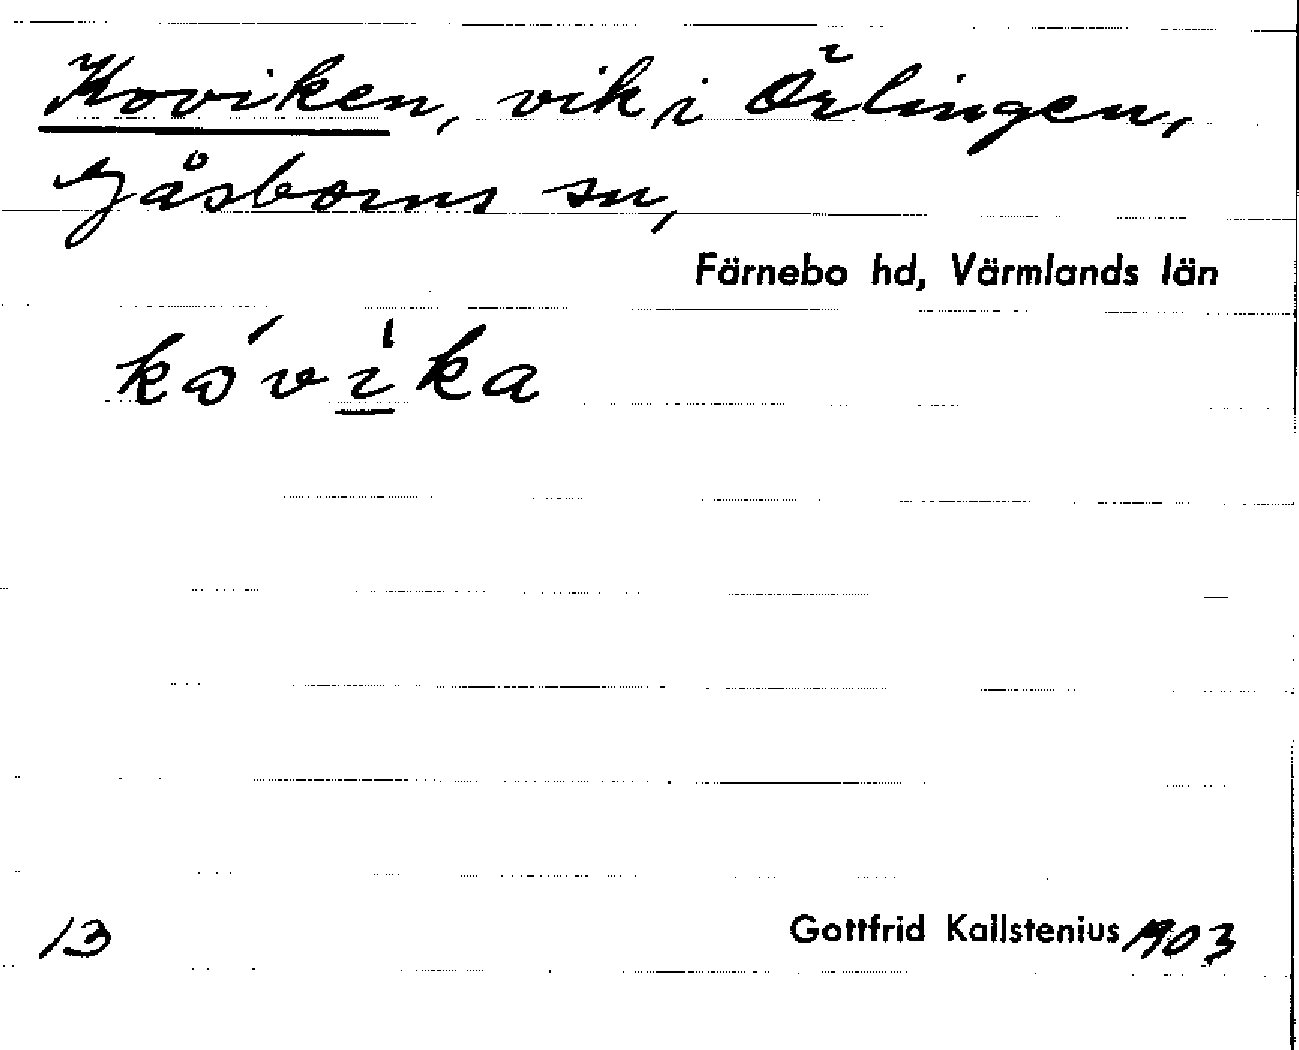 Koviken, vik i Örlingen,
Gåsborns sn,
Färnebo hd, Värmlands län
kóvi̲̍ka
13 Gottfrid Kallstenius 1903